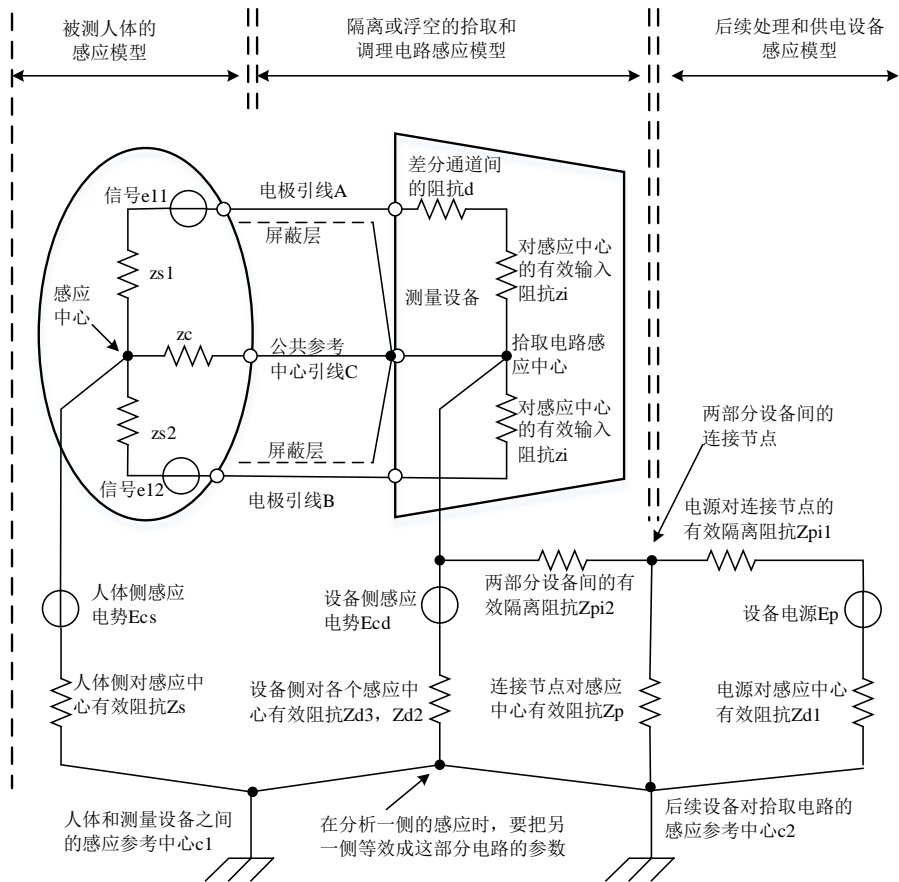 被测人体的
感应模型
隔离或浮空的拾取和
调理电路感应模型
后续处理和供电设备
感应模型
差分通道间
的阻抗d
信号e11
电极引线A
屏蔽层
对感应中心
的有效输入
阻抗zi
zs1
感应
中心
测量设备
zc
公共参考
中心引线C
拾取电路感
应中心
对感应中心
的有效输入
阻抗zi
zs2
屏蔽层
信号e12
电极引线B
两部分设备间的
连接节点
电源对连接节点的
有效隔离阻抗Zpi1
两部分设备间的有
效隔离阻抗Zpi2
人体侧感应
电势Ecs
设备侧感应
电势Ecd
设备电源Ep
人体侧对感应中
心有效阻抗Zs
设备侧对各个感应中
心有效阻抗Zd3，Zd2
连接节点对感应
中心有效阻抗Zp
电源对感应中心
有效阻抗Zd1
人体和测量设备之间
的感应参考中心c1
在分析一侧的感应时，要把另
一侧等效成这部分电路的参数
后续设备对拾取电路的
感应参考中心c2